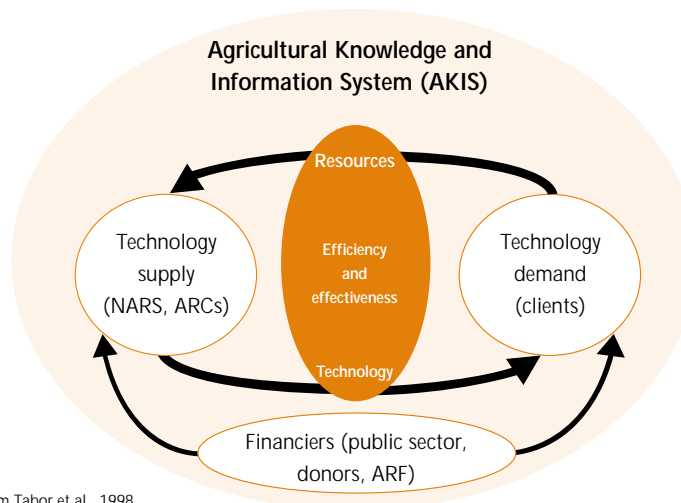 Agricultural Knowledge and
Information System (AKIS)
Resources
Technology
supply
(NARS, ARCs)
Efficiency
and
effectiveness
Technology
demand
(clients)
Technology
Financiers (public sector,
donors, ARF)
Tabor et al., 1998